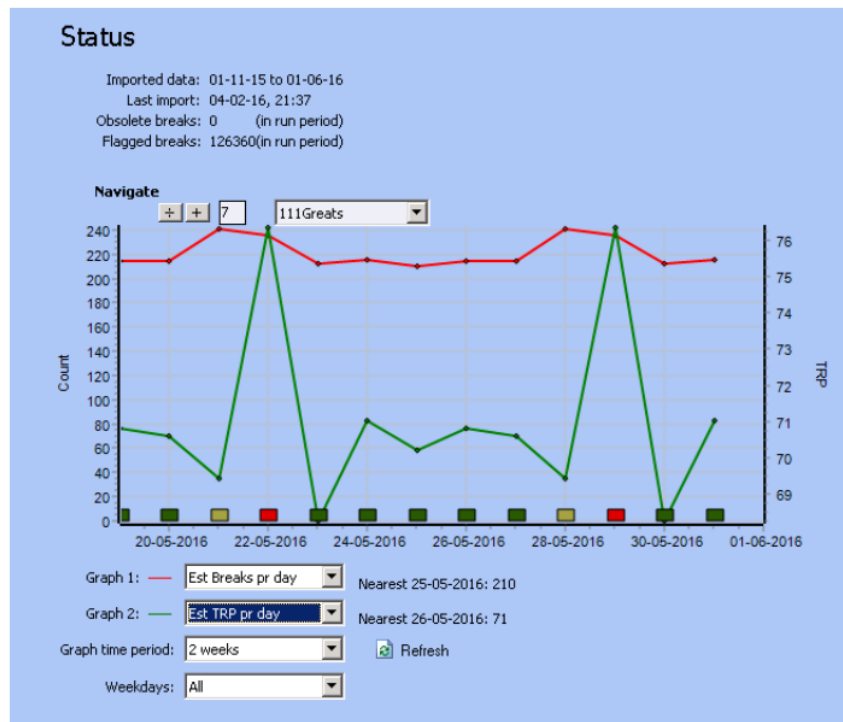 Status
Imported data: 01-11-15 to 01-06-16
Last import: 04-02-16, 21:37
Obsolete breaks: 0 (in run period)
Flagged breaks: 126360(in run period)
Navigate
÷ + 7 111Greats
240
220
200
180
160
140
120
100
80
60
40
20
0
Count
76
75
74
73
72
71
70
69
TRP
20-05-2016 22-05-2016 24-05-2016 26-05-2016 28-05-2016 30-05-2016 01-06-2016
Graph 1: Est Breaks pr day Nearest 25-05-2016: 210
Graph 2: Est TRP pr day Nearest 26-05-2016: 71
Graph time period: 2 weeks Refresh
Weekdays: All